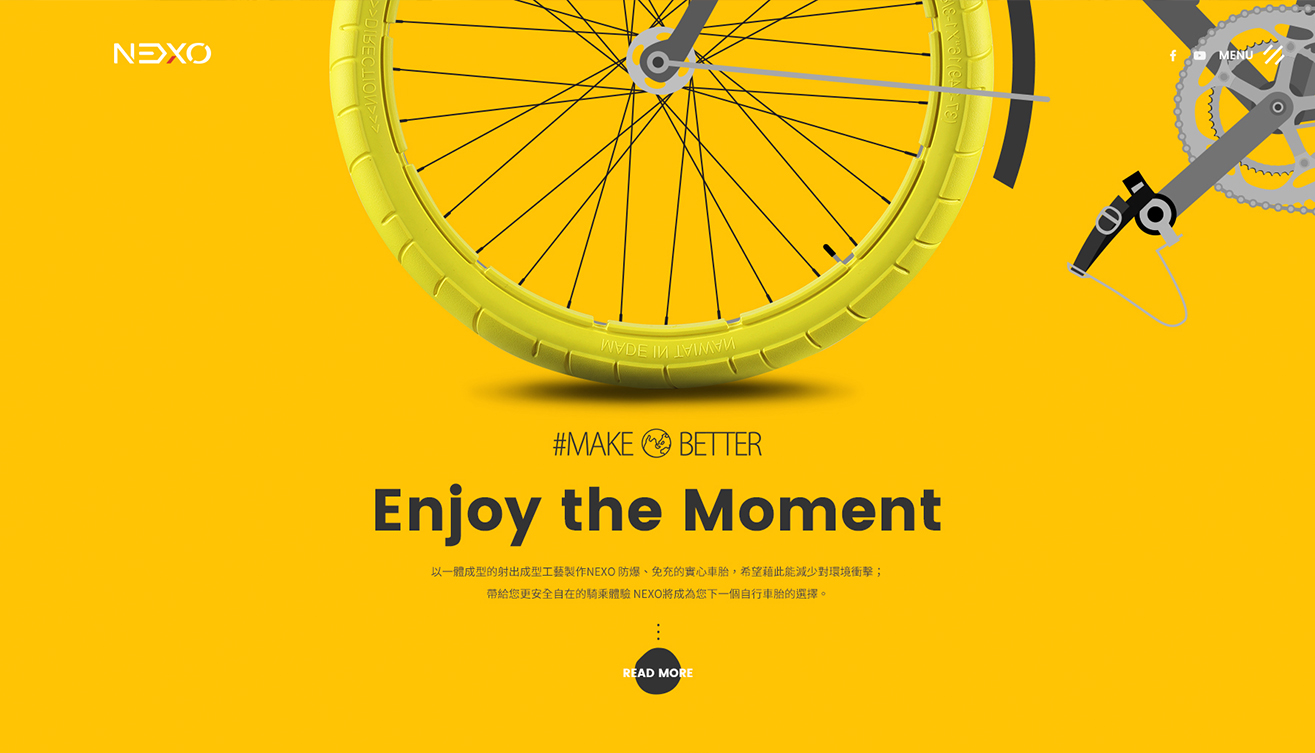 NEXO
MENU
<<DIRECTION<<<
MADE IN TAIWAN
#MAKE BETTER
Enjoy the Moment
以一體成型的射出成型工藝製作NEXO 防爆、免充的實心車胎，希望藉此能減少對環境衝擊；
帶給您更安全自在的騎乘體驗 NEXO將成為您下一個自行車胎的選擇。
READ MORE